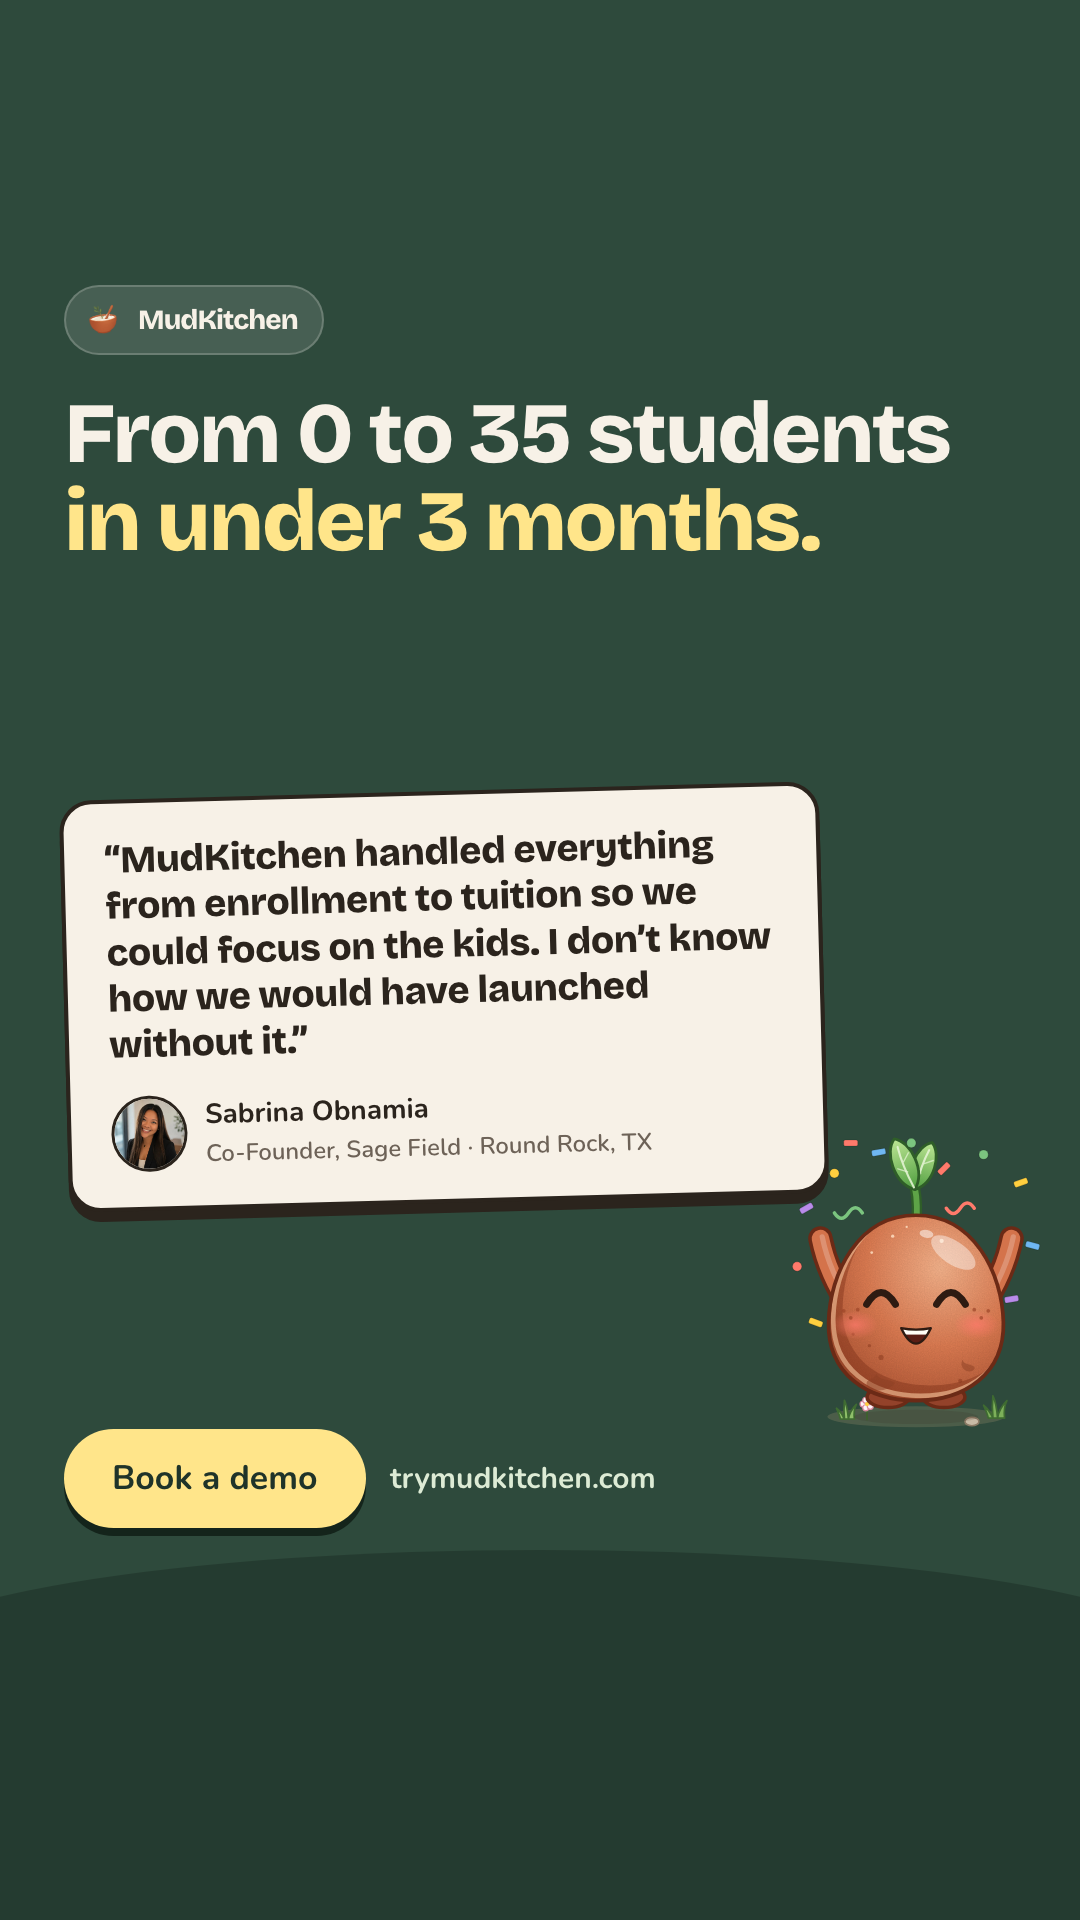 MudKitchen
From 0 to 35 students
in under 3 months.
“MudKitchen handled everything
from enrollment to tuition so we
could focus on the kids. I don’t know
how we would have launched
without it.”
Sabrina Obnamia
Co-Founder, Sage Field · Round Rock, TX
Book a demo
trymudkitchen.com